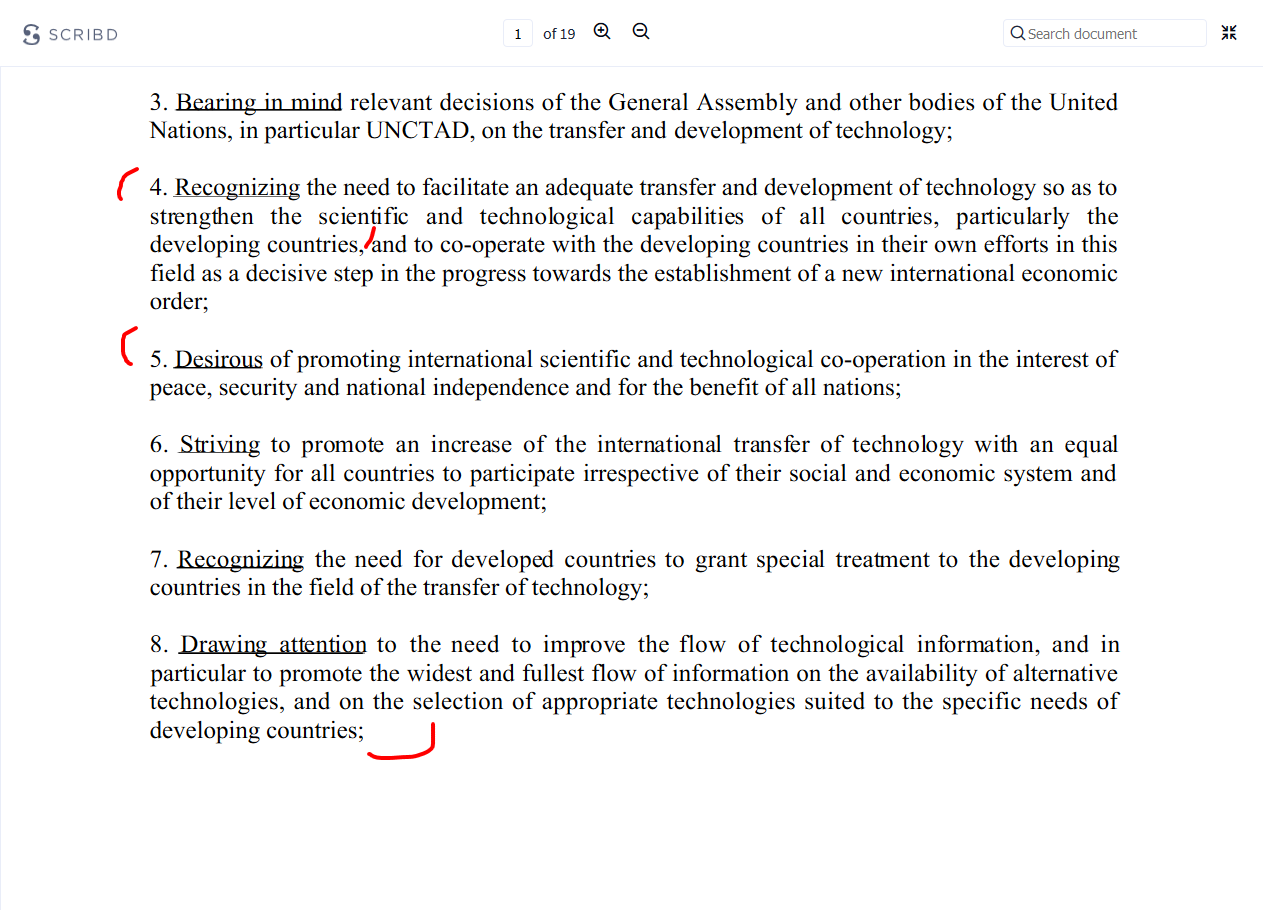 SCRIBD
1 of 19
Search document
3. Bearing in mind relevant decisions of the General Assembly and other bodies of the United
Nations, in particular UNCTAD, on the transfer and development of technology;
4. Recognizing the need to facilitate an adequate transfer and development of technology so as to
strengthen the scientific and technological capabilities of all countries, particularly the
developing countries, and to co-operate with the developing countries in their own efforts in this
field as a decisive step in the progress towards the establishment of a new international economic
order;
5. Desirous of promoting international scientific and technological co-operation in the interest of
peace, security and national independence and for the benefit of all nations;
6. Striving to promote an increase of the international transfer of technology with an equal
opportunity for all countries to participate irrespective of their social and economic system and
of their level of economic development;
7. Recognizing the need for developed countries to grant special treatment to the developing
countries in the field of the transfer of technology;
8. Drawing attention to the need to improve the flow of technological information, and in
particular to promote the widest and fullest flow of information on the availability of alternative
technologies, and on the selection of appropriate technologies suited to the specific needs of
developing countries;